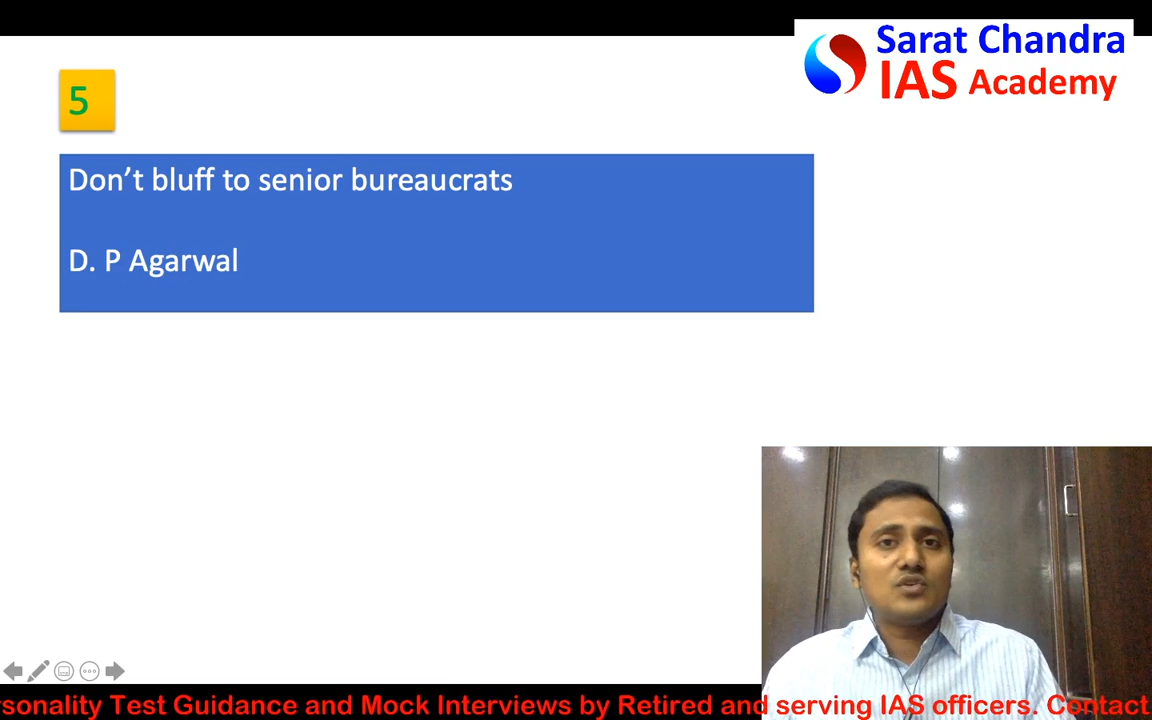 Sarat Chandra
IAS Academy
5
Don’t bluff to senior bureaucrats
D. P Agarwal
Test Guidance and Mock Interviews by Retired and serving IAS officers. Contact